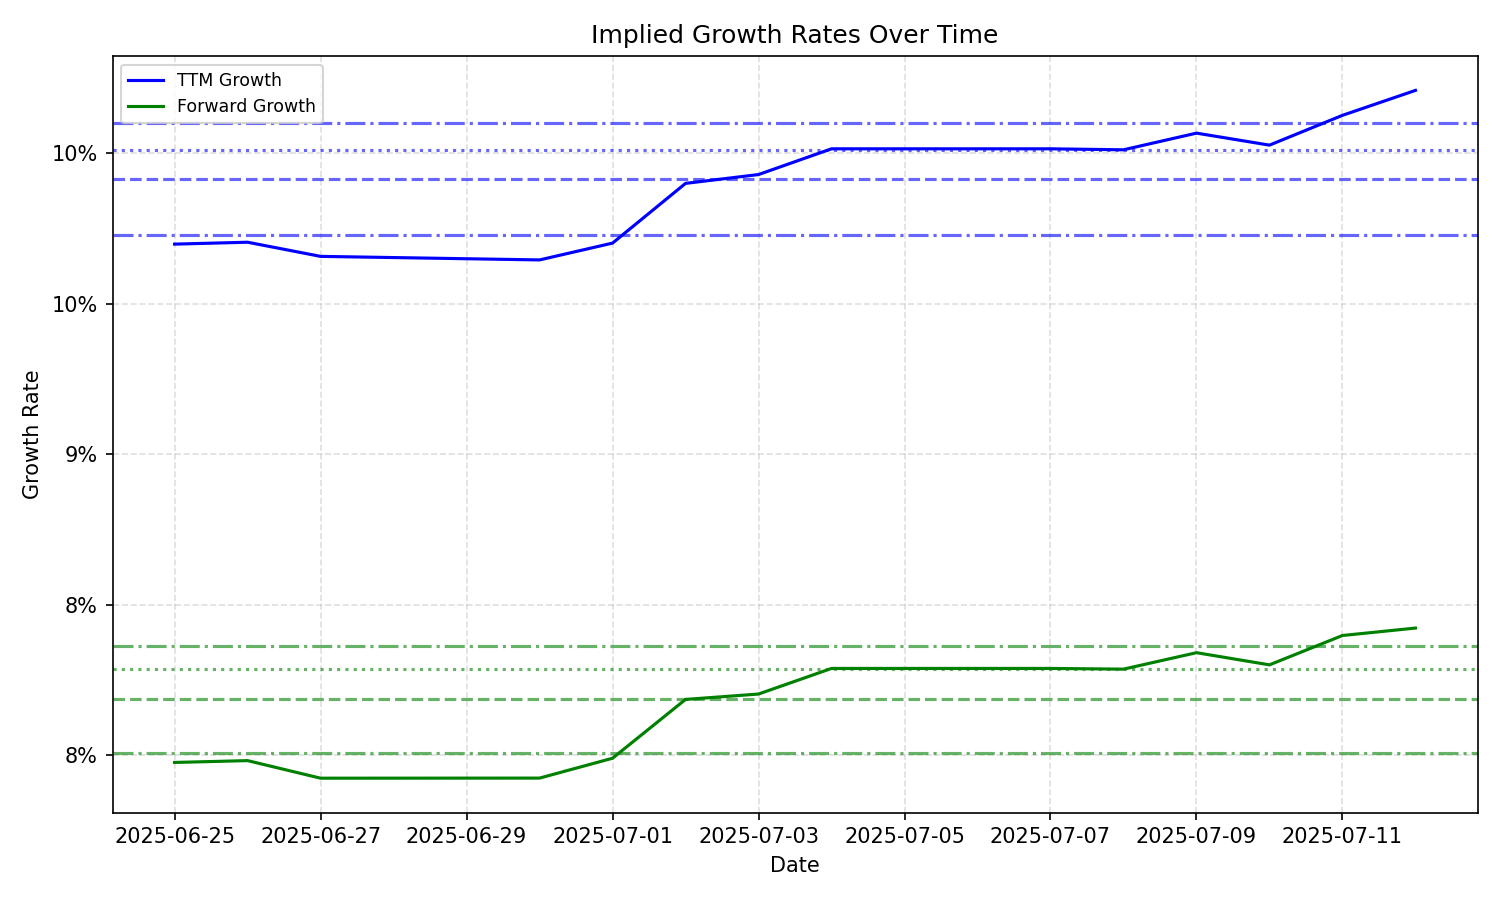 Implied Growth Rates Over Time
TTM Growth
Forward Growth
10%
10%
9%
8%
8%
Growth Rate
2025-06-25 2025-06-27 2025-06-29 2025-07-01 2025-07-03 2025-07-05 2025-07-07 2025-07-09 2025-07-11
Date